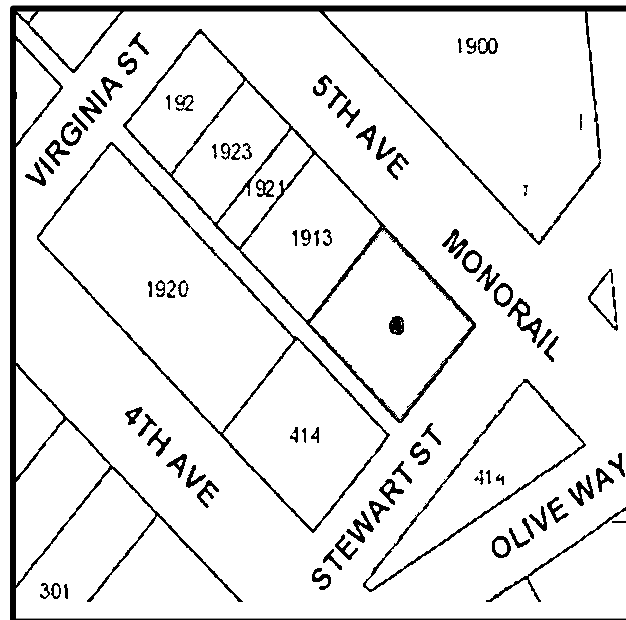 1900
VIRGINIA ST
192
5TH AVE
1923
1921
1913
MONORAIL
1920
4TH AVE
414
STEWART ST
414
OLIVE WAY
301